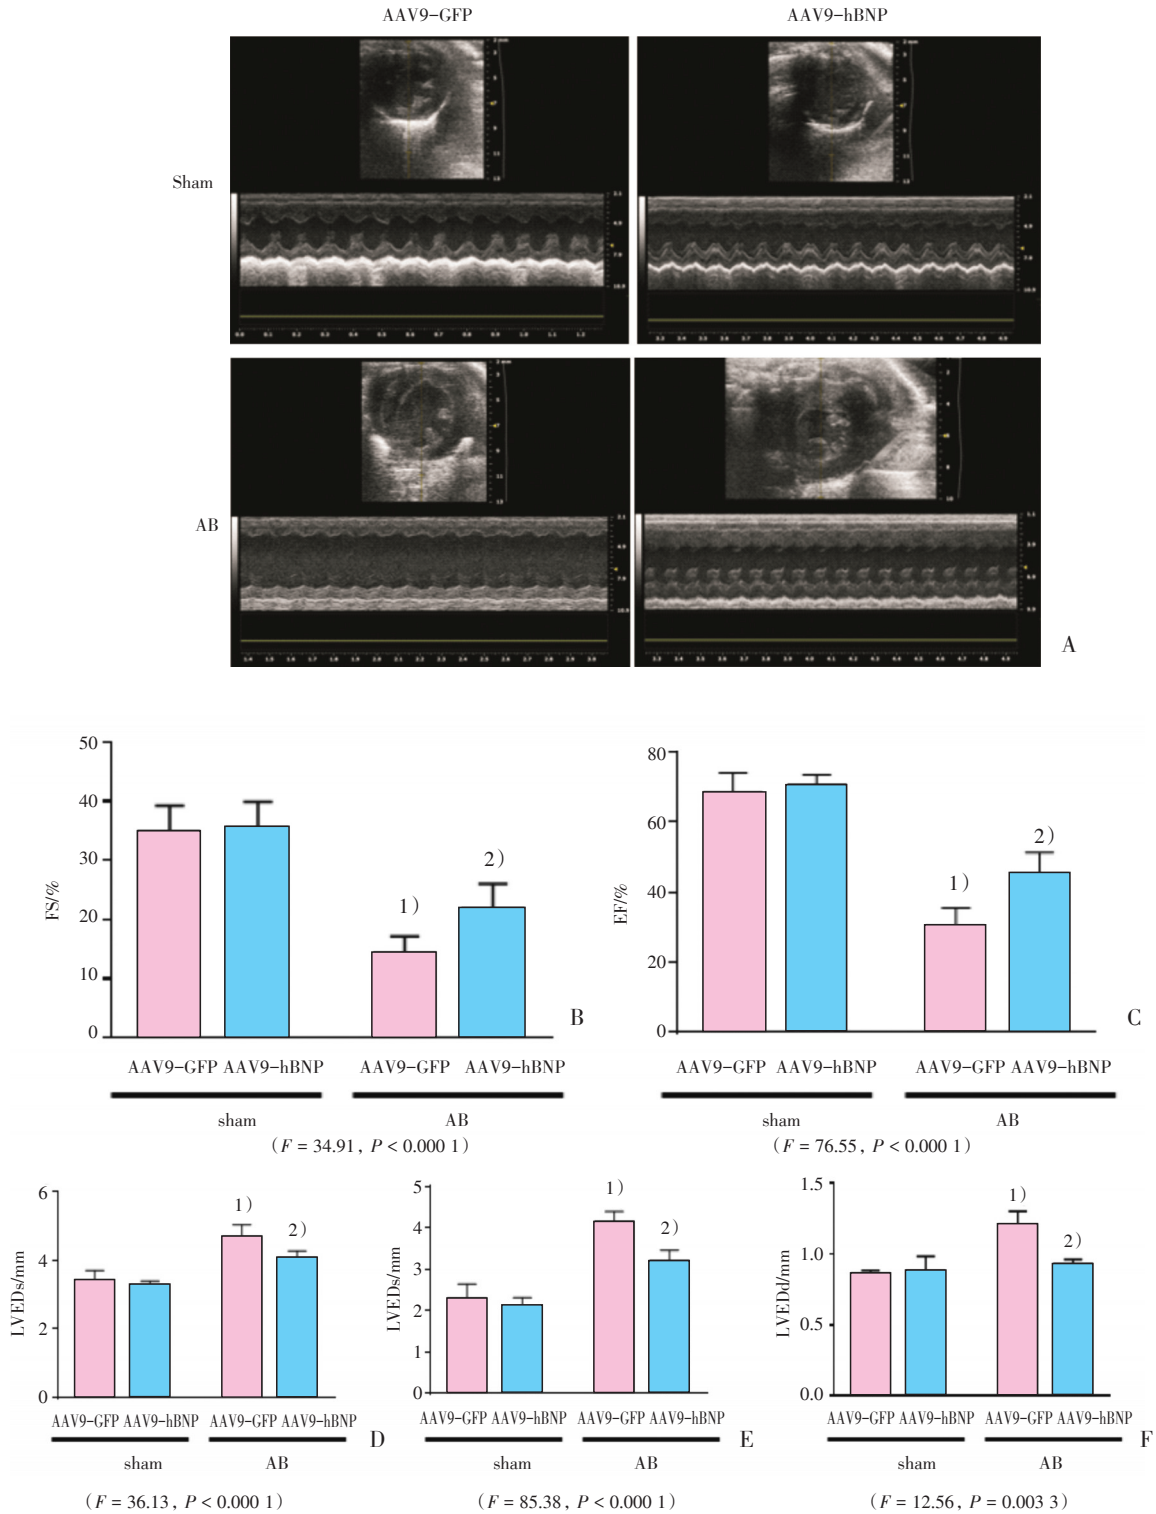 AAV9-GFP AAV9-hBNP
Sham
AB
A
50
40
30
20
10
0
FS/%
1)
2)
B
AAV9-GFP AAV9-hBNP AAV9-GFP AAV9-hBNP
sham AB
(F = 34.91, P < 0.000 1)
80
60
40
20
0
EF/%
1)
2)
C
AAV9-GFP AAV9-hBNP AAV9-GFP AAV9-hBNP
sham AB
(F = 76.55, P < 0.000 1)
6
4
2
0
LVEDs/mm
1)
2)
AAV9-GFP AAV9-hBNP AAV9-GFP AAV9-hBNP
D
sham AB
(F = 36.13, P < 0.000 1)
5
4
3
2
1
0
LVEDs/mm
1)
2)
AAV9-GFP AAV9-hBNP AAV9-GFP AAV9-hBNP
E
sham AB
(F = 85.38, P < 0.000 1)
1.5
1.0
0.5
0.0
LVEDd/mm
1)
2)
AAV9-GFP AAV9-hBNP AAV9-GFP AAV9-hBNP
F
sham AB
(F = 12.56, P = 0.003 3)